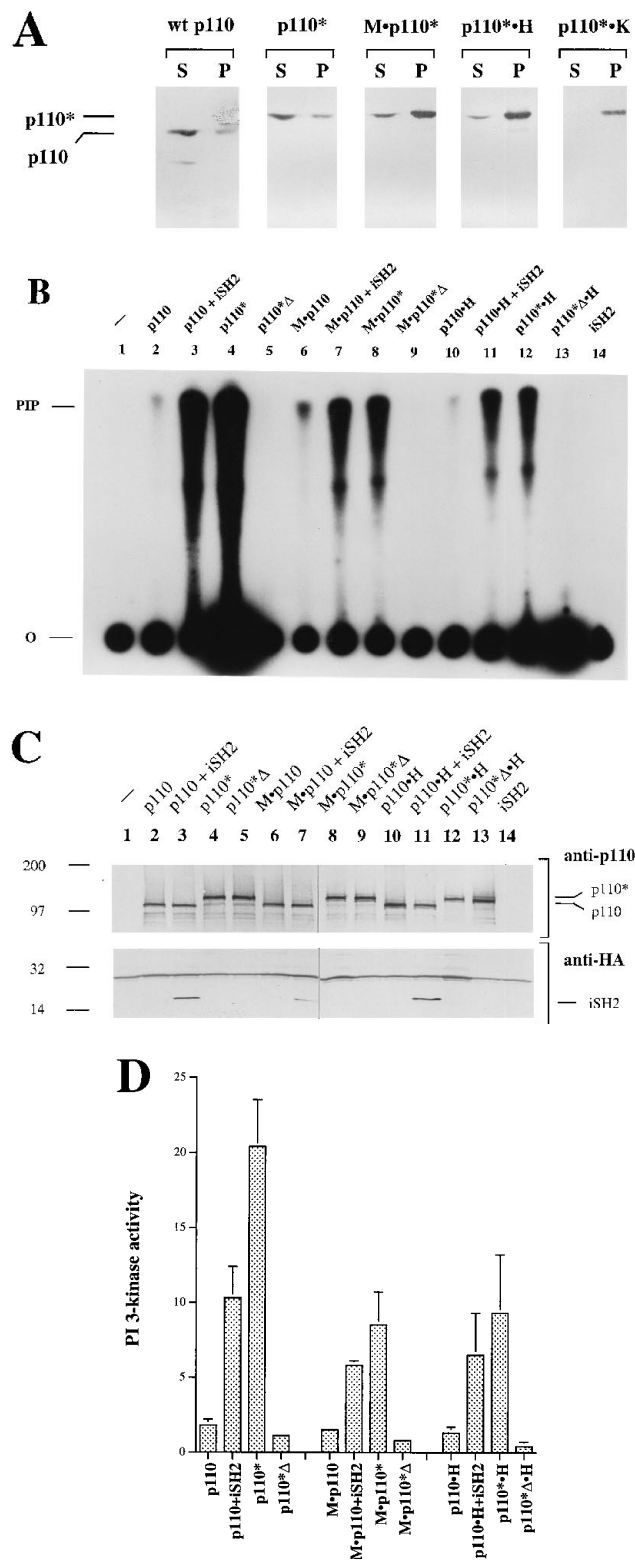 A
wt p110 p110* M•p110* p110*•H p110*•K
S P S P S P S P S P
p110*
p110
B
/ p110 p110 + iSH2 p110* p110*Δ M•p110 M•p110 + iSH2 M•p110* M•p110*Δ p110•H p110•H + iSH2 p110*•H p110*Δ•H iSH2
1 2 3 4 5 6 7 8 9 10 11 12 13 14
PIP
O
C
/ p110 p110 + iSH2 p110* p110*Δ M•p110 M•p110 + iSH2 M•p110* M•p110*Δ p110•H p110•H + iSH2 p110*•H p110*Δ•H iSH2
1 2 3 4 5 6 7 8 9 10 11 12 13 14
anti-p110
200
p110*
p110
97
anti-HA
32
iSH2
14
D
25
20
15
10
5
0
PI 3-kinase activity
p110 p110+iSH2 p110* p110*Δ M•p110 M•p110+iSH2 M•p110* M•p110*Δ p110•H p110•H+iSH2 p110*•H p110*Δ•H